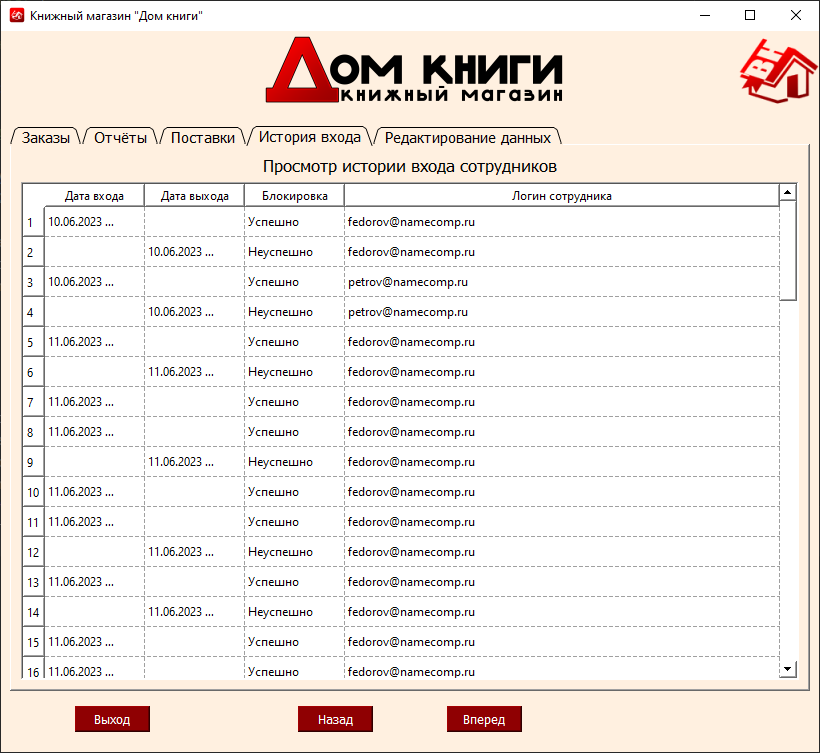 Книжный магазин "Дом книги"
Дом книги
книжный магазин
Заказы Отчёты Поставки История входа Редактирование данных
Просмотр истории входа сотрудников
Дата входа Дата выхода Блокировка Логин сотрудника
1 10.06.2023 ... Успешно fedorov@namecomp.ru
2 10.06.2023 ... Неуспешно fedorov@namecomp.ru
3 10.06.2023 ... Успешно petrov@namecomp.ru
4 10.06.2023 ... Неуспешно petrov@namecomp.ru
5 11.06.2023 ... Успешно fedorov@namecomp.ru
6 11.06.2023 ... Неуспешно fedorov@namecomp.ru
7 11.06.2023 ... Успешно fedorov@namecomp.ru
8 11.06.2023 ... Успешно fedorov@namecomp.ru
9 11.06.2023 ... Неуспешно fedorov@namecomp.ru
10 11.06.2023 ... Успешно fedorov@namecomp.ru
11 11.06.2023 ... Успешно fedorov@namecomp.ru
12 11.06.2023 ... Неуспешно fedorov@namecomp.ru
13 11.06.2023 ... Успешно fedorov@namecomp.ru
14 11.06.2023 ... Неуспешно fedorov@namecomp.ru
15 11.06.2023 ... Успешно fedorov@namecomp.ru
16 11.06.2023 ... Успешно fedorov@namecomp.ru
Выход Назад Вперед